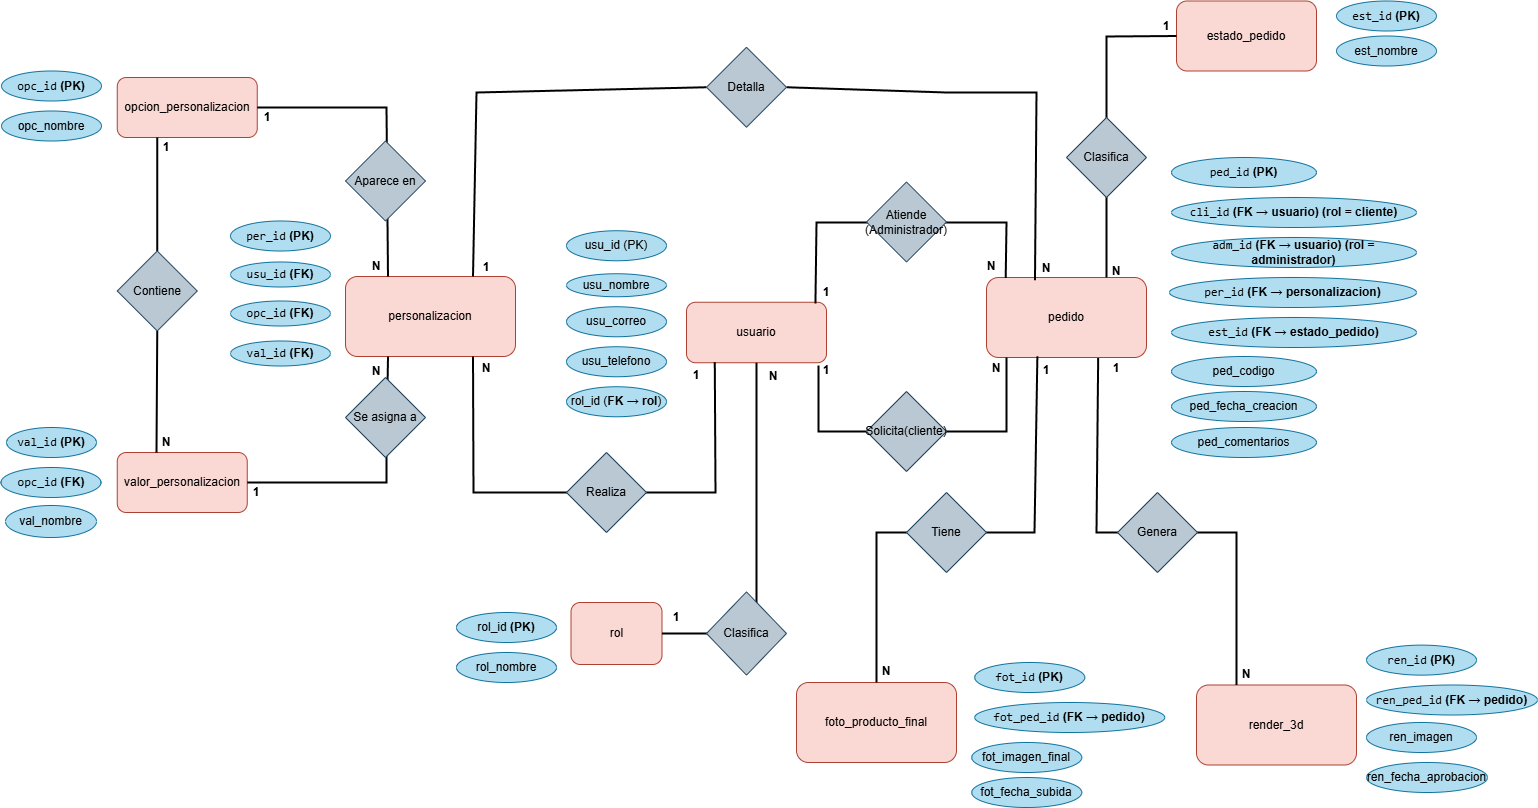 1
estado_pedido
est_id (PK)
est_nombre
Detalla
opc_id (PK)
opc_nombre
opcion_personalizacion
1
1
Aparece en
Clasifica
ped_id (PK)
cli_id (FK → usuario) (rol = cliente)
adm_id (FK → usuario) (rol =
administrador)
per_id (FK → personalizacion)
est_id (FK → estado_pedido)
ped_codigo
ped_fecha_creacion
ped_comentarios
Atiende
(Administrador)
per_id (PK)
usu_id (FK)
opc_id (FK)
val_id (FK)
N
1
usu_id (PK)
usu_nombre
usu_correo
usu_telefono
rol_id (FK → rol)
N
N
N
1
Contiene
personalizacion
usuario
pedido
N
N
1
N
1
N
1
1
Se asigna a
Solicita(cliente)
N
val_id (PK)
opc_id (FK)
val_nombre
valor_personalizacion
1
Realiza
Tiene
Genera
rol_id (PK)
rol_nombre
rol
1
Clasifica
N
N
foto_producto_final
fot_id (PK)
fot_ped_id (FK → pedido)
fot_imagen_final
fot_fecha_subida
render_3d
ren_id (PK)
ren_ped_id (FK → pedido)
ren_imagen
ren_fecha_aprobacion